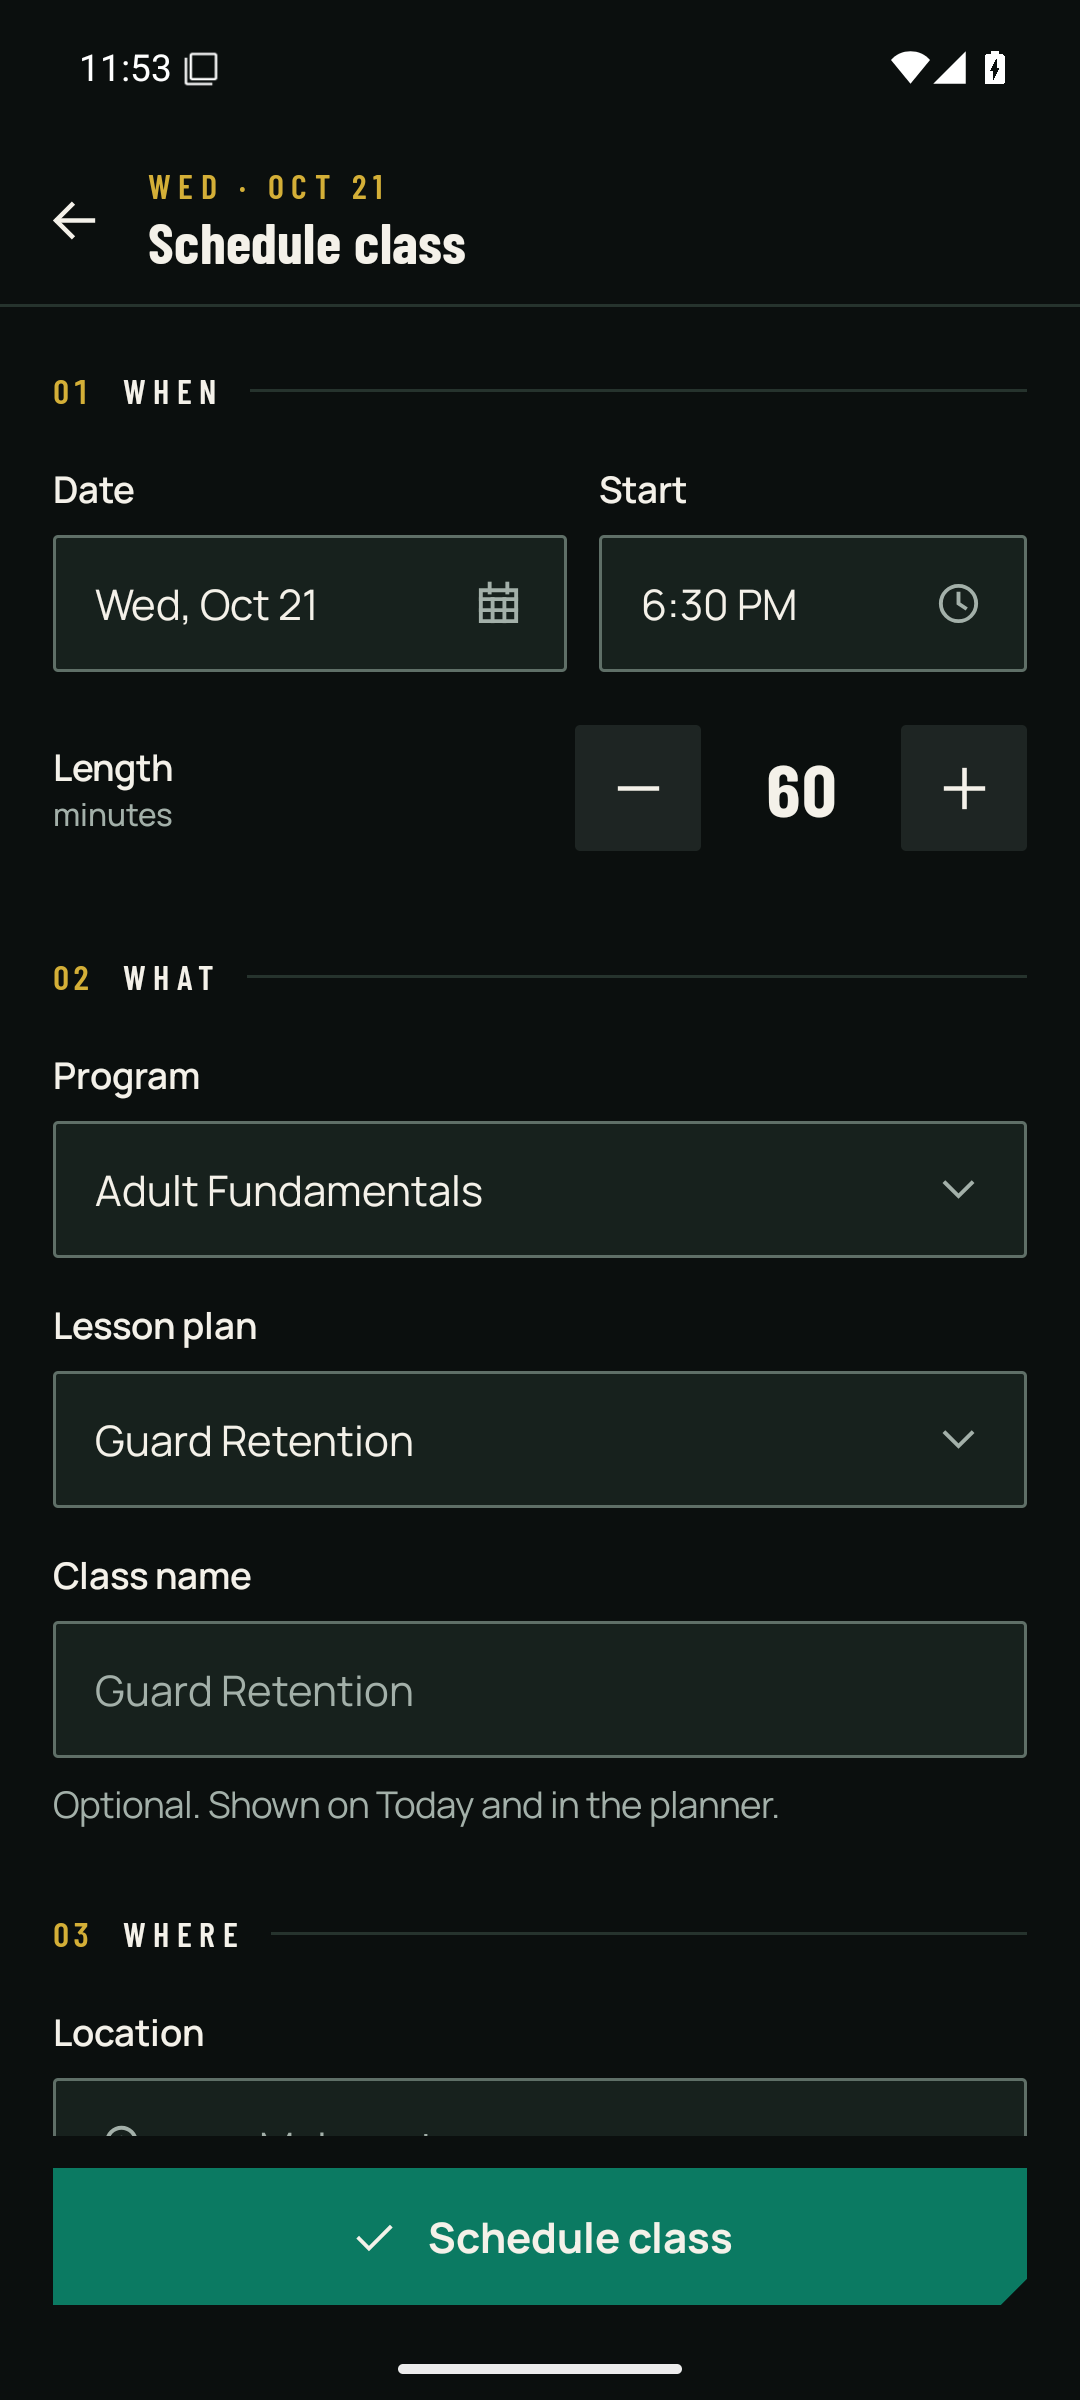 11:53
WED · OCT 21
Schedule class
01 WHEN
Date Start
Wed, Oct 21 6:30 PM
Length
minutes
60
02 WHAT
Program
Adult Fundamentals
Lesson plan
Guard Retention
Class name
Guard Retention
Optional. Shown on Today and in the planner.
03 WHERE
Location
Schedule class